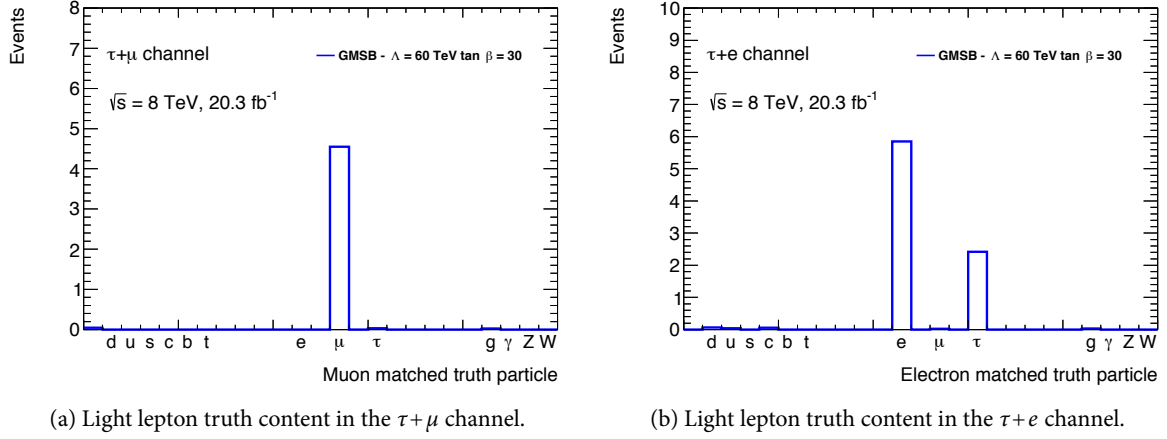 Events
8
7
6
5
4
3
2
1
0
τ+μ channel
GMSB - Λ = 60 TeV tan β = 30
√s = 8 TeV, 20.3 fb⁻¹
d u s c b t e μ τ g γ Z W
Muon matched truth particle
(a) Light lepton truth content in the τ+μ channel.
Events
10
9
8
7
6
5
4
3
2
1
0
τ+e channel
GMSB - Λ = 60 TeV tan β = 30
√s = 8 TeV, 20.3 fb⁻¹
d u s c b t e μ τ g γ Z W
Electron matched truth particle
(b) Light lepton truth content in the τ+e channel.